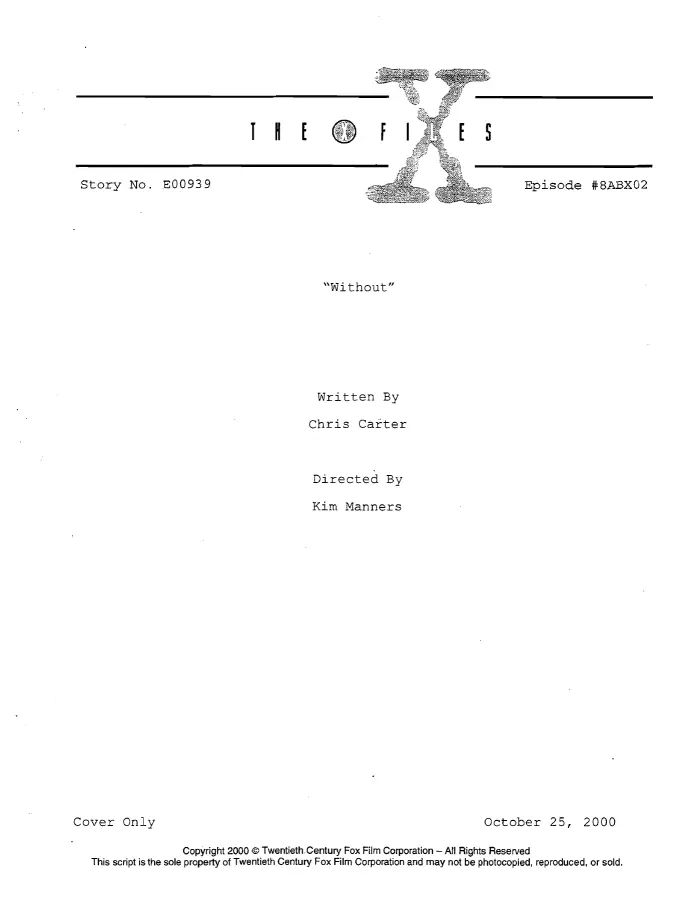 THE X FILES
Story No. E00939
Episode #8ABX02
"Without"
Written By
Chris Carter
Directed By
Kim Manners
Cover Only
October 25, 2000
Copyright 2000 © Twentieth Century Fox Film Corporation – All Rights Reserved
This script is the sole property of Twentieth Century Fox Film Corporation and may not be photocopied, reproduced, or sold.